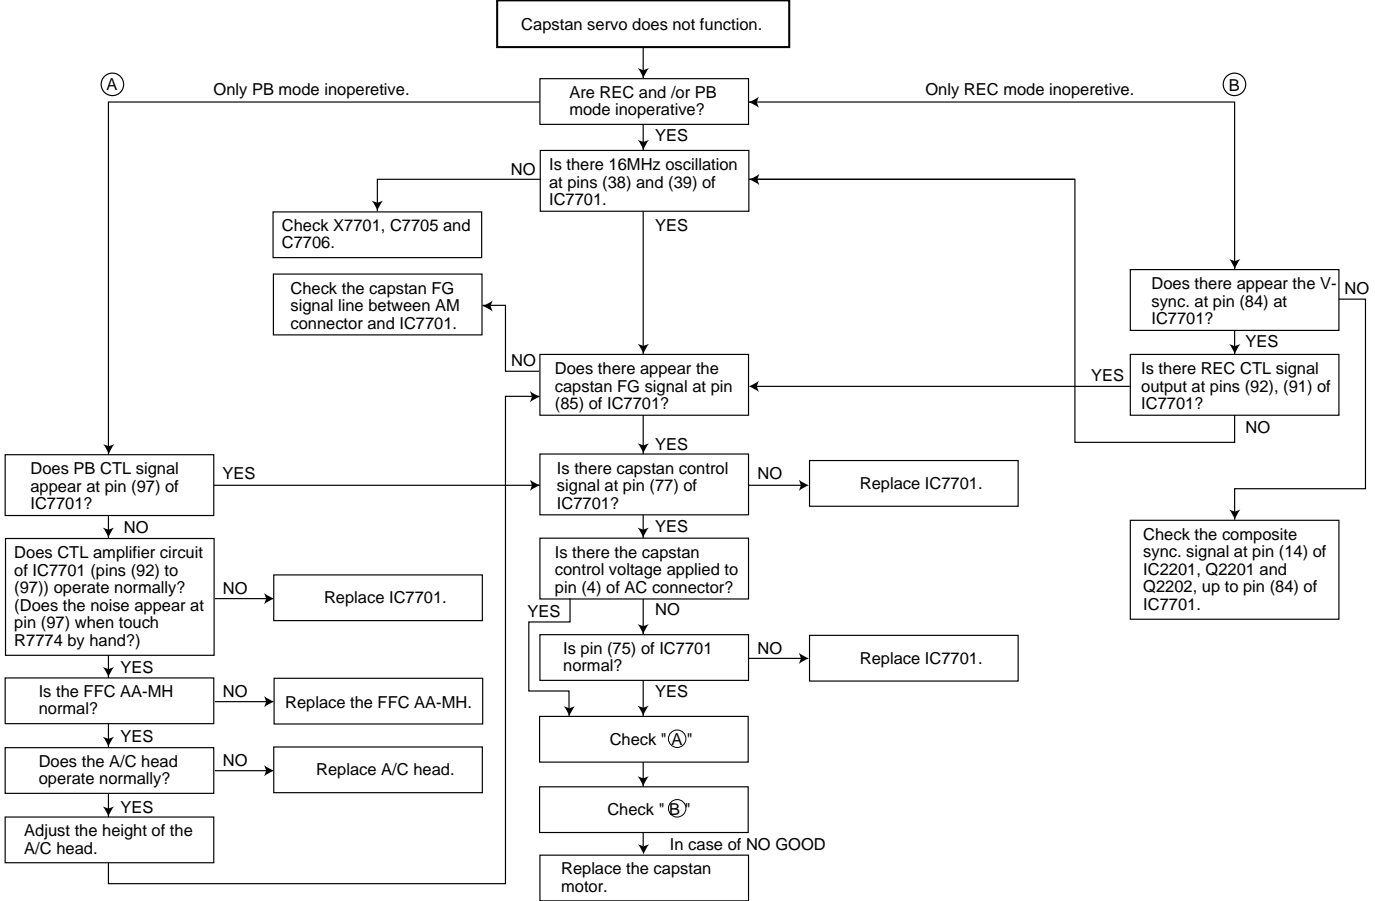 Capstan servo does not function.
A
Only PB mode inoperetive.
Are REC and /or PB
mode inoperative?
Only REC mode inoperetive.
B
YES
NO
Is there 16MHz oscillation
at pins (38) and (39) of
IC7701.
YES
Check X7701, C7705 and
C7706.
Check the capstan FG
signal line between AM
connector and IC7701.
NO
Does there appear the
capstan FG signal at pin
(85) of IC7701?
YES
Does there appear the V-
sync. at pin (84) at
IC7701?
NO
YES
YES
Is there REC CTL signal
output at pins (92), (91) of
IC7701?
NO
Does PB CTL signal
appear at pin (97) of
IC7701?
YES
NO
Is there capstan control
signal at pin (77) of
IC7701?
NO
Replace IC7701.
YES
Does CTL amplifier circuit
of IC7701 (pins (92) to
(97)) operate normally?
(Does the noise appear at
pin (97) when touch
R7774 by hand?)
NO
Replace IC7701.
YES
Is there the capstan
control voltage applied to
pin (4) of AC connector?
YES
NO
Check the composite
sync. signal at pin (14) of
IC2201, Q2201 and
Q2202, up to pin (84) of
IC7701.
Is pin (75) of IC7701
normal?
NO
Replace IC7701.
YES
Is the FFC AA-MH
normal?
NO
Replace the FFC AA-MH.
YES
Check "A"
Does the A/C head
operate normally?
NO
Replace A/C head.
YES
Check "B"
Adjust the height of the
A/C head.
In case of NO GOOD
Replace the capstan
motor.